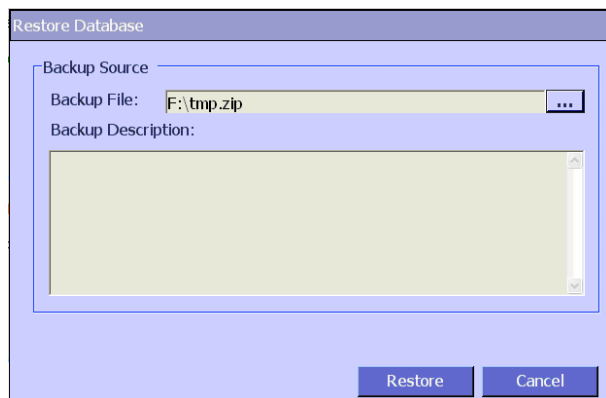 Restore Database
Backup Source
Backup File: F:\tmp.zip ...
Backup Description:
Restore Cancel